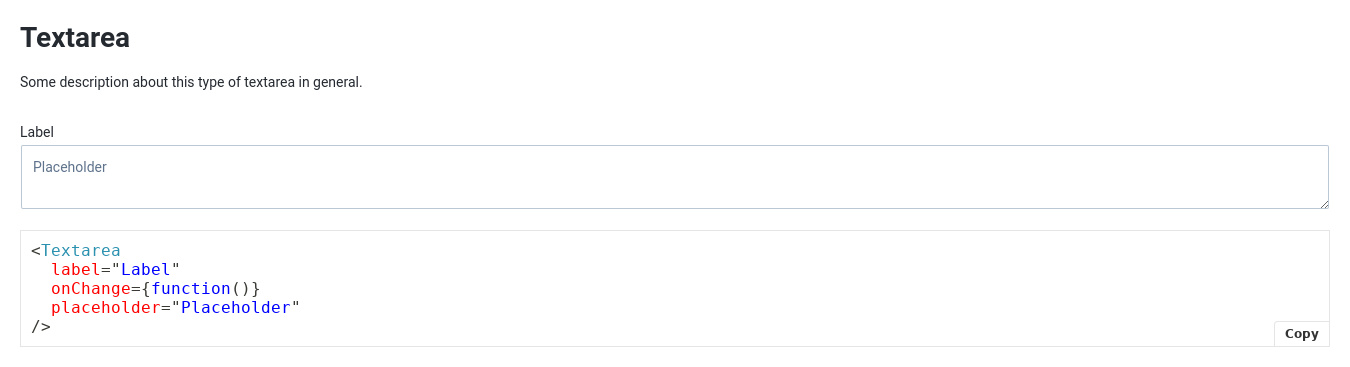 Textarea
Some description about this type of textarea in general.
Label
Placeholder
<Textarea
  label="Label"
  onChange={function()}
  placeholder="Placeholder"
/>
Copy